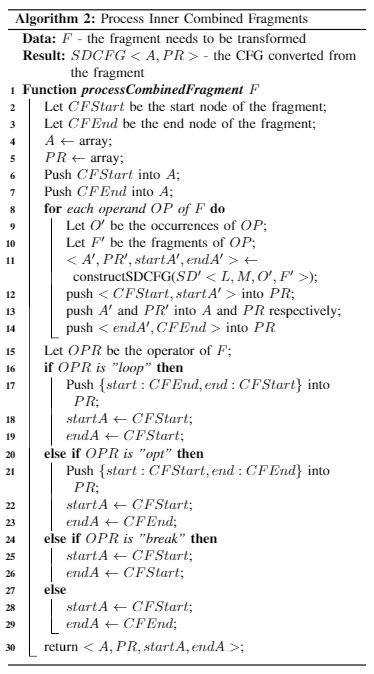 Algorithm 2: Process Inner Combined Fragments
Data: F - the fragment needs to be transformed
Result: SDCFG < A, PR > - the CFG converted from
the fragment
1 Function processCombinedFragment F
2 Let CFStart be the start node of the fragment;
3 Let CFEnd be the end node of the fragment;
4 A ← array;
5 PR ← array;
6 Push CFStart into A;
7 Push CFEnd into A;
8 for each operand OP of F do
9 Let O′ be the occurrences of OP;
10 Let F′ be the fragments of OP;
11 < A′, PR′, startA′, endA′ > ←
constructSDCFG(SD′ < L, M, O′, F′ >);
12 push < CFStart, startA′ > into PR;
13 push A′ and PR′ into A and PR respectively;
14 push < endA′, CFEnd > into PR
15 Let OPR be the operator of F;
16 if OPR is "loop" then
17 Push {start : CFEnd, end : CFStart} into
PR;
18 startA ← CFStart;
19 endA ← CFStart;
20 else if OPR is "opt" then
21 Push {start : CFStart, end : CFEnd} into
PR;
22 startA ← CFStart;
23 endA ← CFEnd;
24 else if OPR is "break" then
25 startA ← CFStart;
26 endA ← CFStart;
27 else
28 startA ← CFStart;
29 endA ← CFEnd;
30 return < A, PR, startA, endA >;